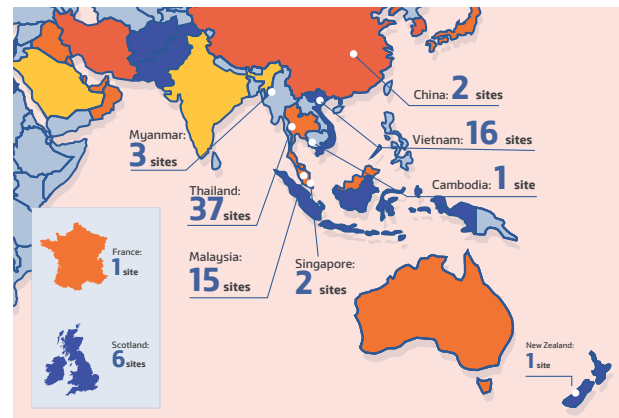 China: 2 sites
Vietnam: 16 sites
Myanmar:
3 sites
Cambodia: 1 site
Thailand:
37 sites
Malaysia:
15 sites
Singapore:
2 sites
France:
1 site
Scotland:
6 sites
New Zealand:
1 site